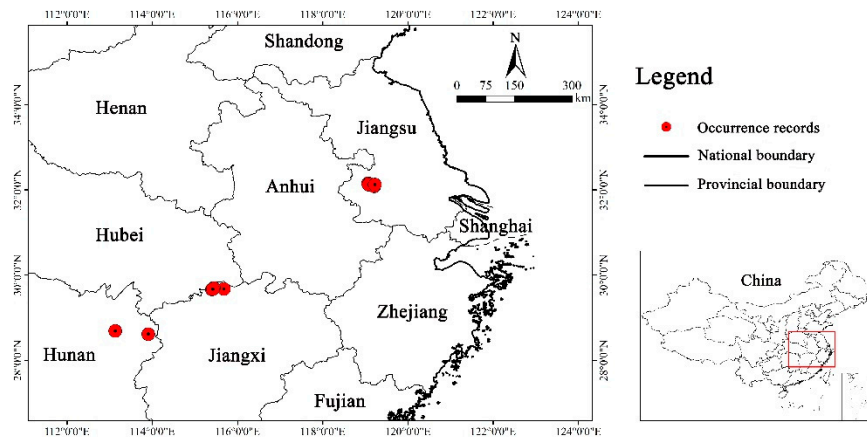 112°0'0"E 114°0'0"E 116°0'0"E 118°0'0"E 120°0'0"E 122°0'0"E 124°0'0"E
Shandong
N
0 75 150 300
km
Legend
34°0'0"N
Henan
Jiangsu
34°0'0"N
Occurrence records
National boundary
Provincial boundary
32°0'0"N
Anhui
32°0'0"N
Hubei
Shanghai
30°0'0"N
30°0'0"N
China
Zhejiang
28°0'0"N
Hunan
Jiangxi
28°0'0"N
Fujian
112°0'0"E 114°0'0"E 116°0'0"E 118°0'0"E 120°0'0"E 122°0'0"E 124°0'0"E